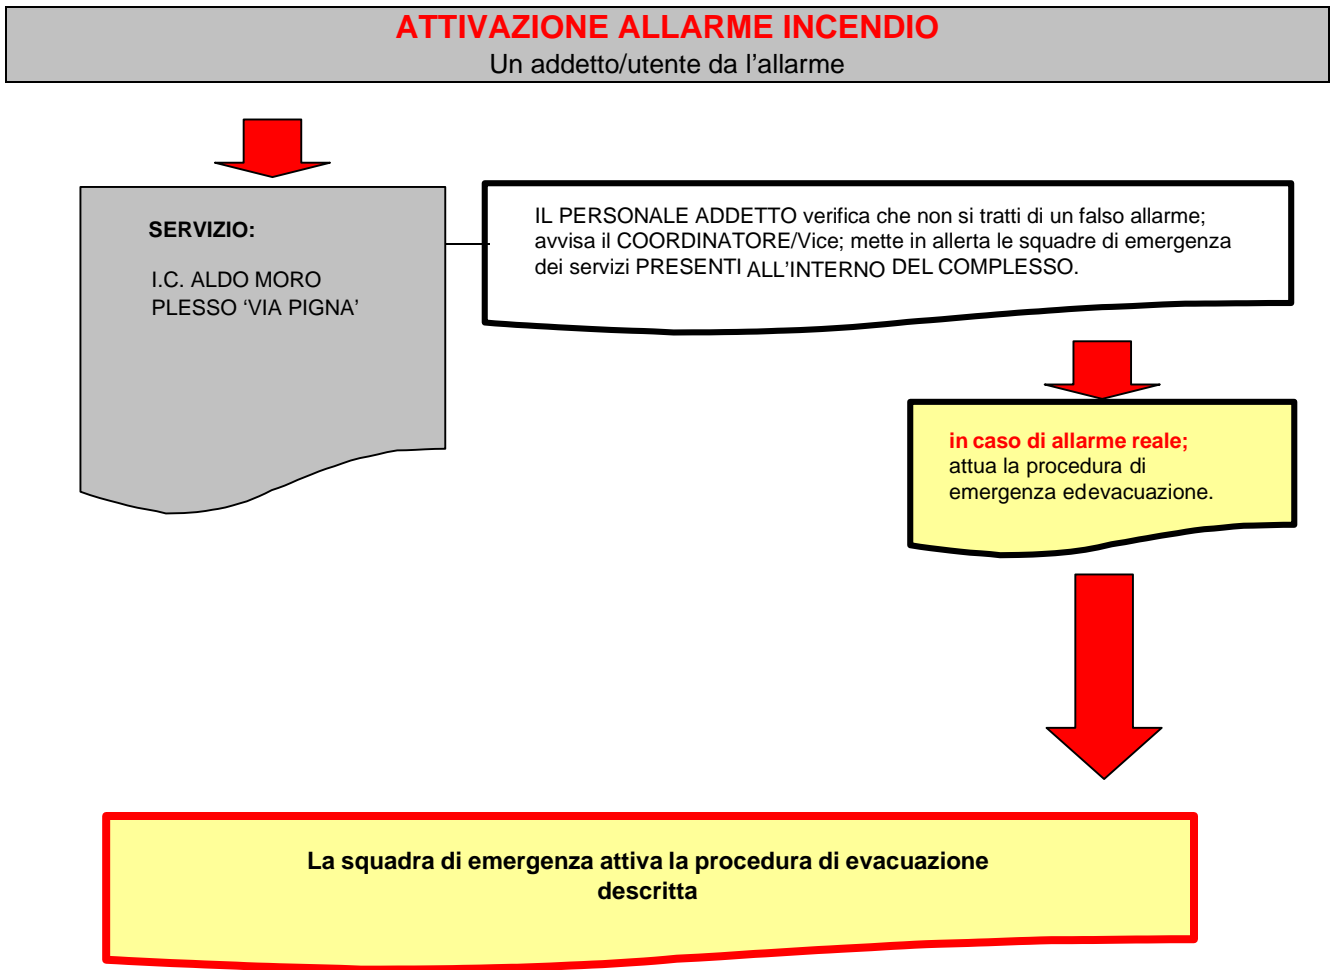 ATTIVAZIONE ALLARME INCENDIO
Un addetto/utente da l'allarme
SERVIZIO:
I.C. ALDO MORO
PLESSO ‘VIA PIGNA’
IL PERSONALE ADDETTO verifica che non si tratti di un falso allarme;
avvisa il COORDINATORE/Vice; mette in allerta le squadre di emergenza
dei servizi PRESENTI ALL'INTERNO DEL COMPLESSO.
in caso di allarme reale;
attua la procedura di
emergenza edevacuazione.
La squadra di emergenza attiva la procedura di evacuazione
descritta